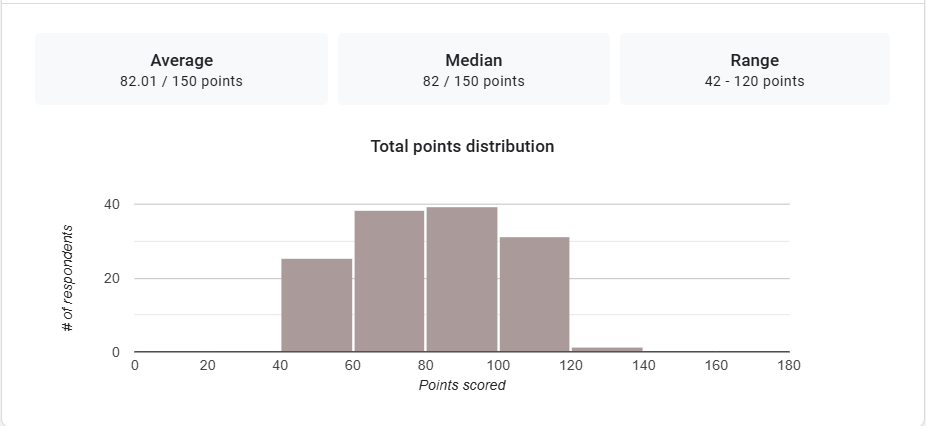 Average
82.01 / 150 points
Median
82 / 150 points
Range
42 - 120 points
Total points distribution
# of respondents
40
20
0
0 20 40 60 80 100 120 140 160 180
Points scored